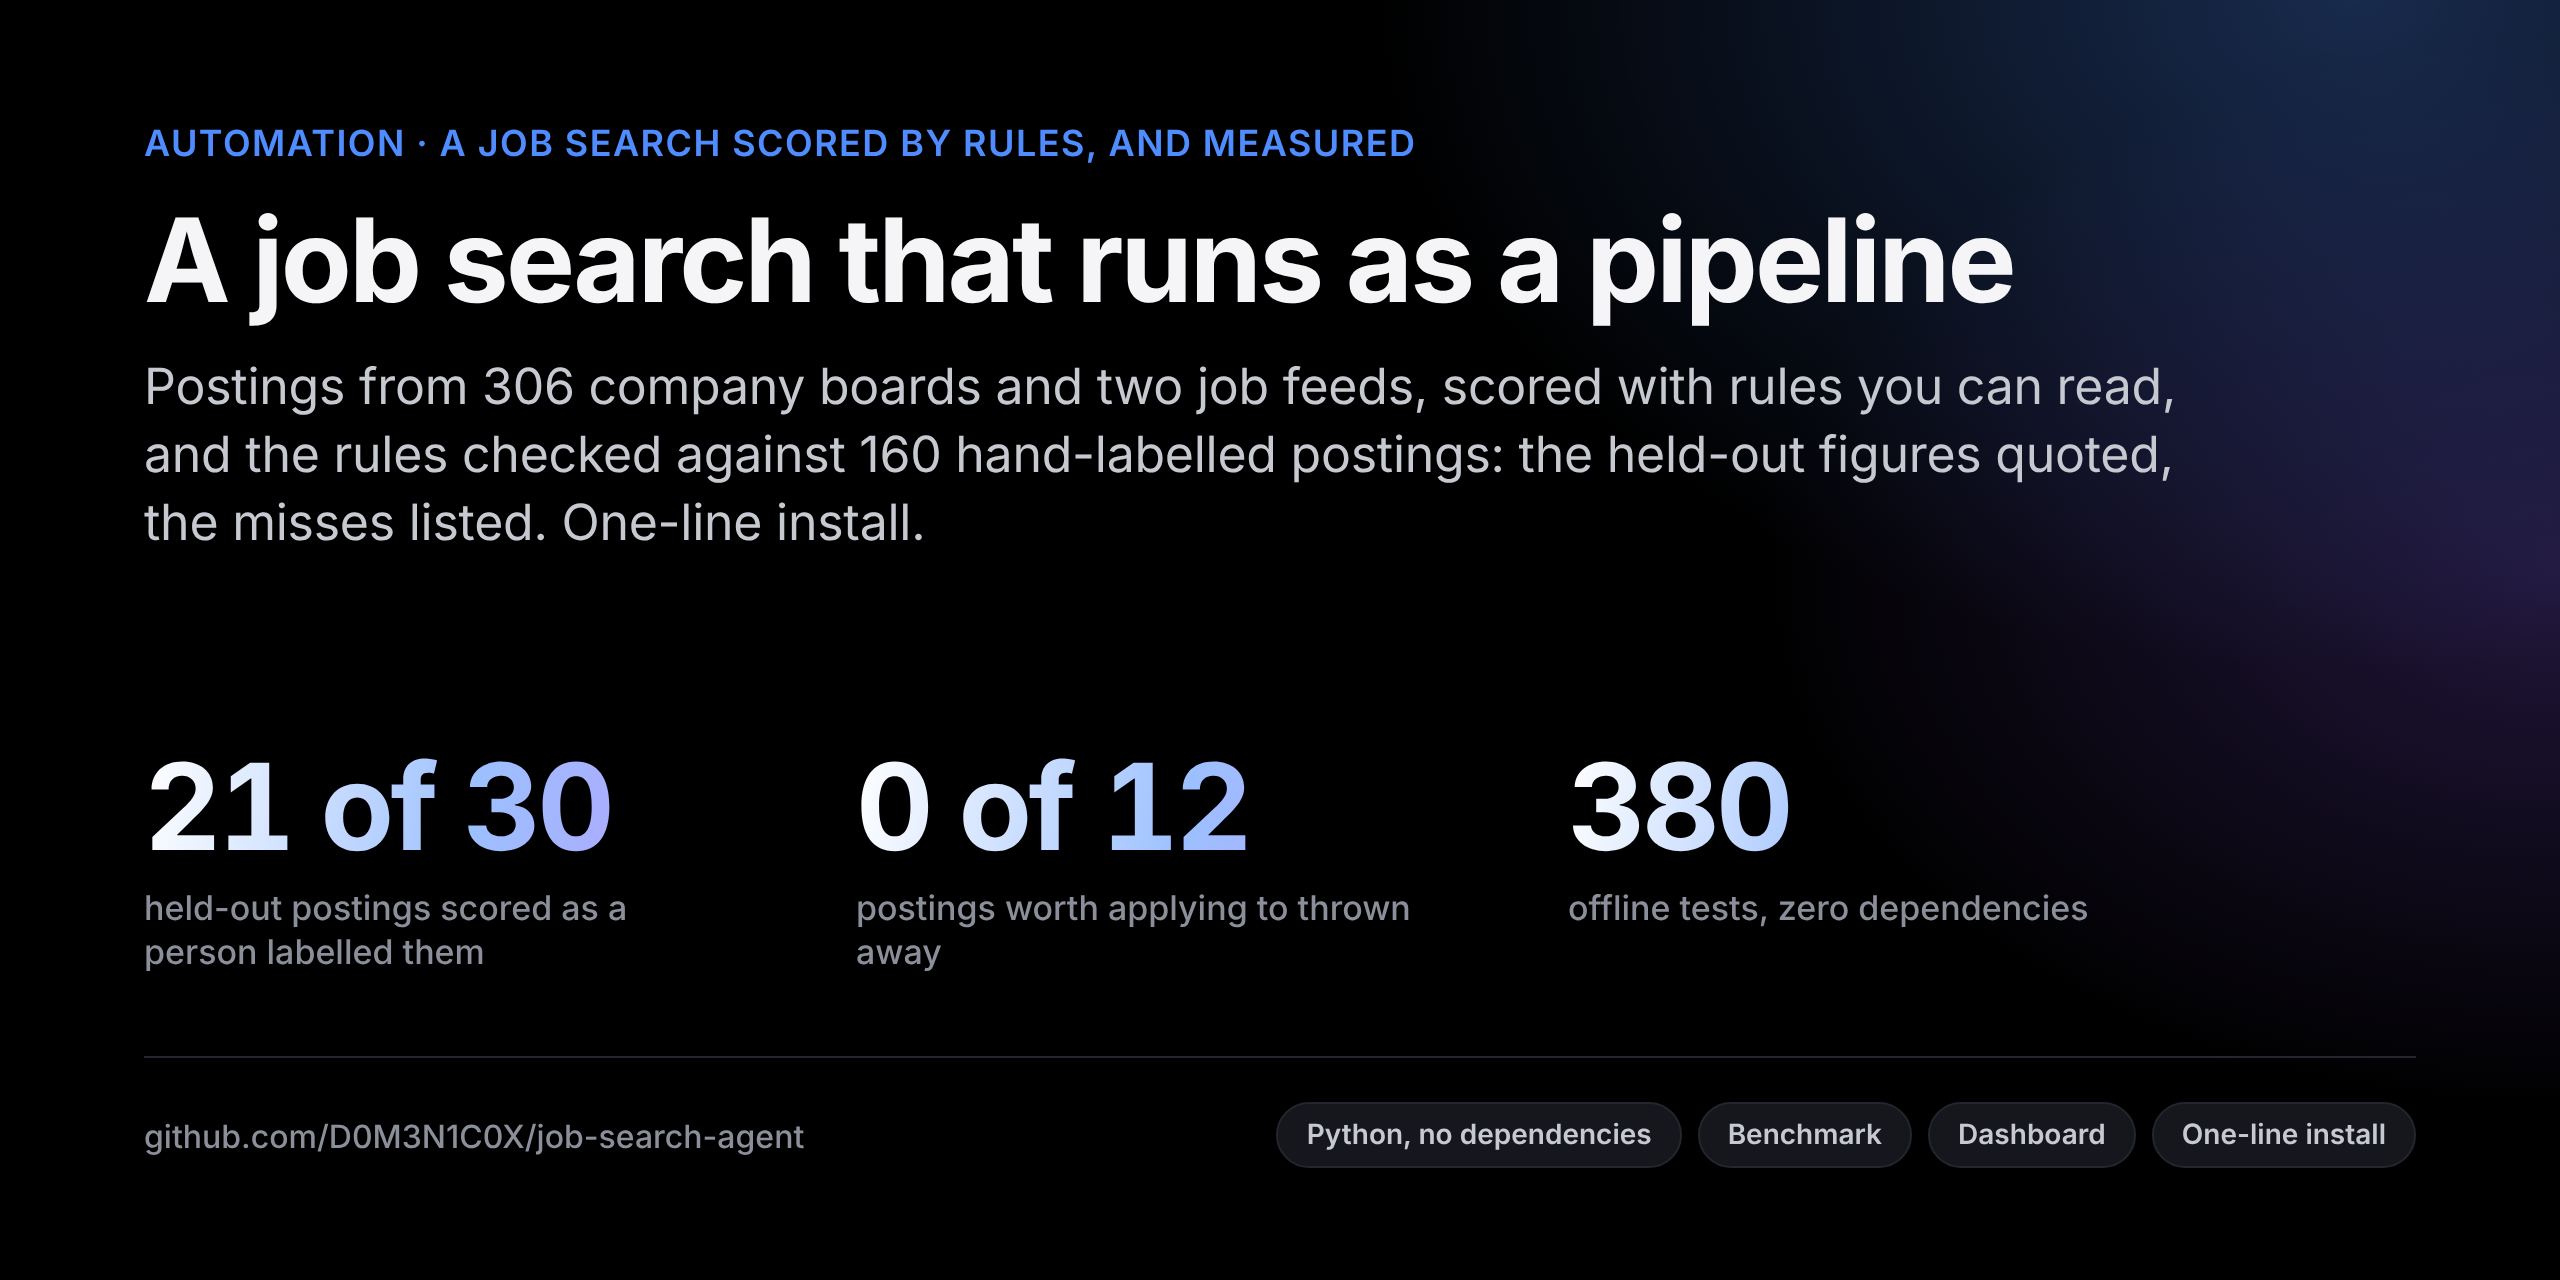 AUTOMATION · A JOB SEARCH SCORED BY RULES, AND MEASURED
A job search that runs as a pipeline
Postings from 306 company boards and two job feeds, scored with rules you can read,
and the rules checked against 160 hand-labelled postings: the held-out figures quoted,
the misses listed. One-line install.
21 of 30
held-out postings scored as a
person labelled them
0 of 12
postings worth applying to thrown
away
380
offline tests, zero dependencies
github.com/D0M3N1C0X/job-search-agent
Python, no dependencies
Benchmark
Dashboard
One-line install